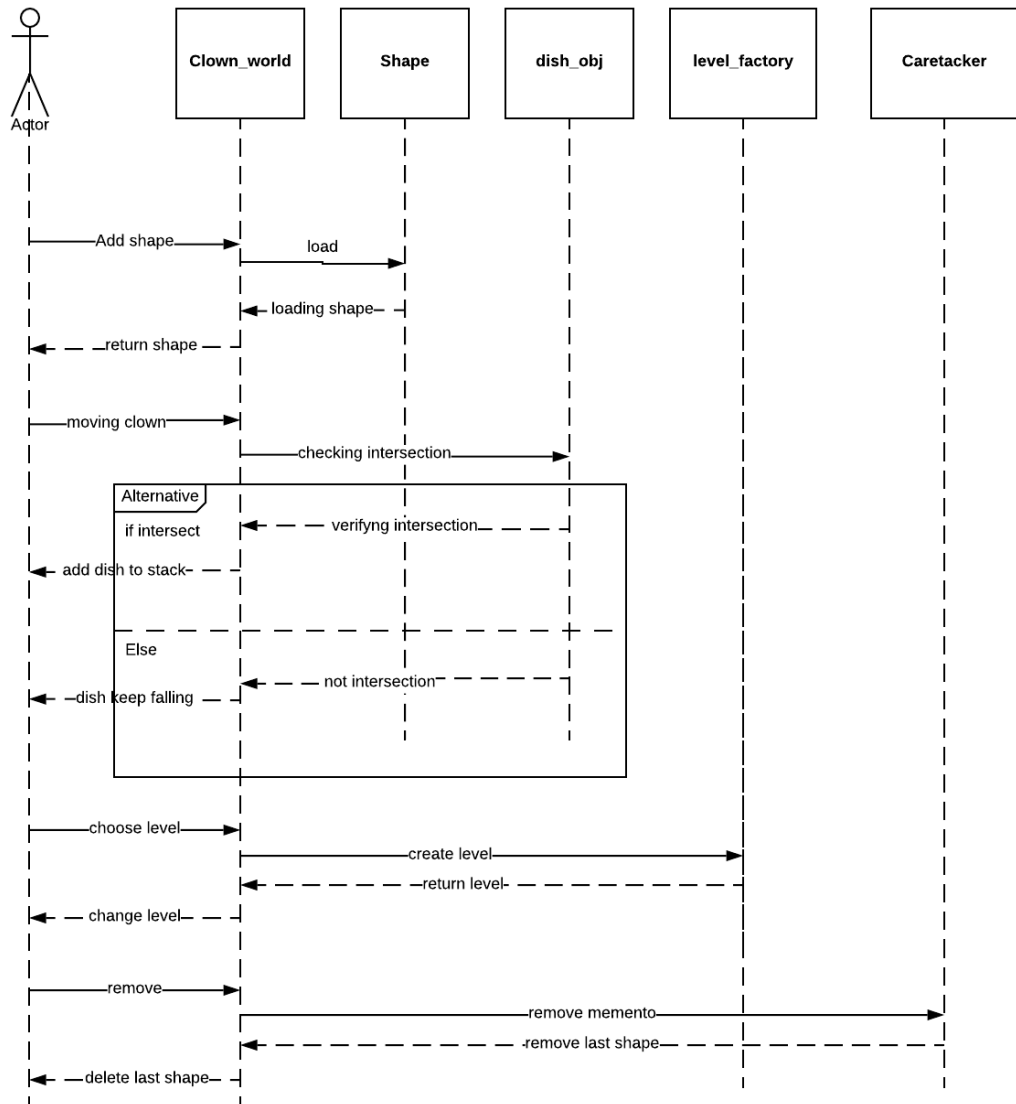 Actor
Clown_world
Shape
dish_obj
level_factory
Caretacker
Add shape
load
loading shape
return shape
moving clown
checking intersection
Alternative
if intersect
verifyng intersection
add dish to stack
Else
not intersection
dish keep falling
choose level
create level
return level
change level
remove
remove memento
remove last shape
delete last shape